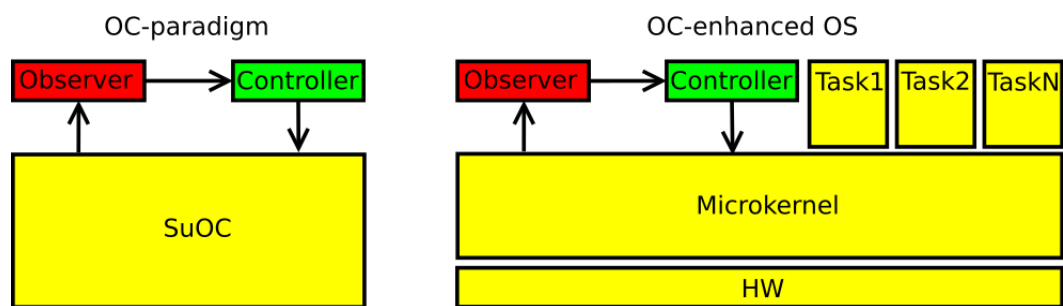 OC-paradigm
Observer
Controller
SuOC
OC-enhanced OS
Observer
Controller
Task1
Task2
TaskN
Microkernel
HW